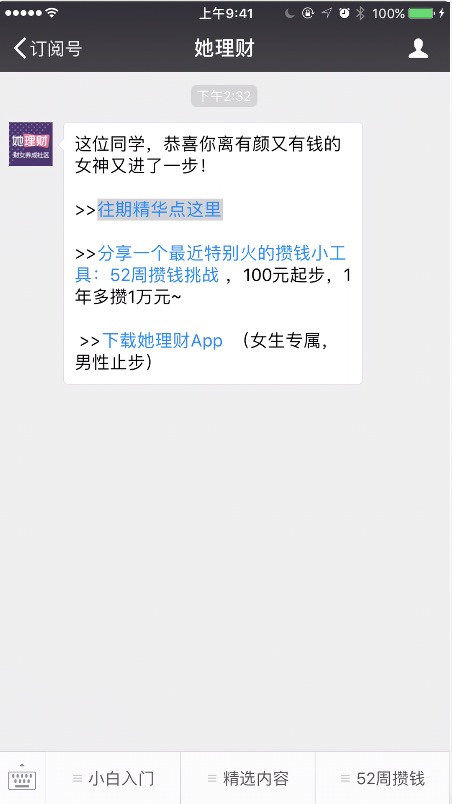 上午9:41
100%
订阅号
她理财
下午2:32
她理财
财女养成社区
这位同学，恭喜你离有颜又有钱的
女神又进了一步！
>>往期精华点这里
>>分享一个最近特别火的攒钱小工
具：52周攒钱挑战 ，100元起步，1
年多攒1万元~
>>下载她理财App （女生专属，
男性止步）
小白入门
精选内容
52周攒钱